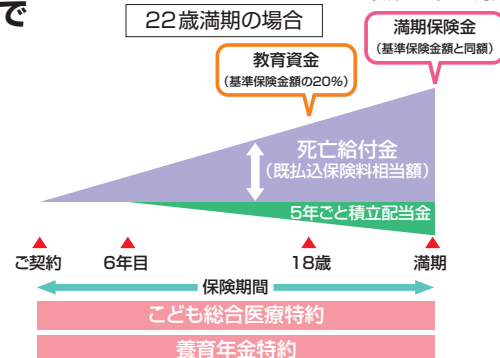 で
22歳満期の場合
満期保険金
(基準保険金額と同額)
教育資金
(基準保険金額の20%)
死亡給付金
(既払込保険料相当額)
5年ごと積立配当金
ご契約 6年目 18歳 満期
保険期間
こども総合医療特約
養育年金特約